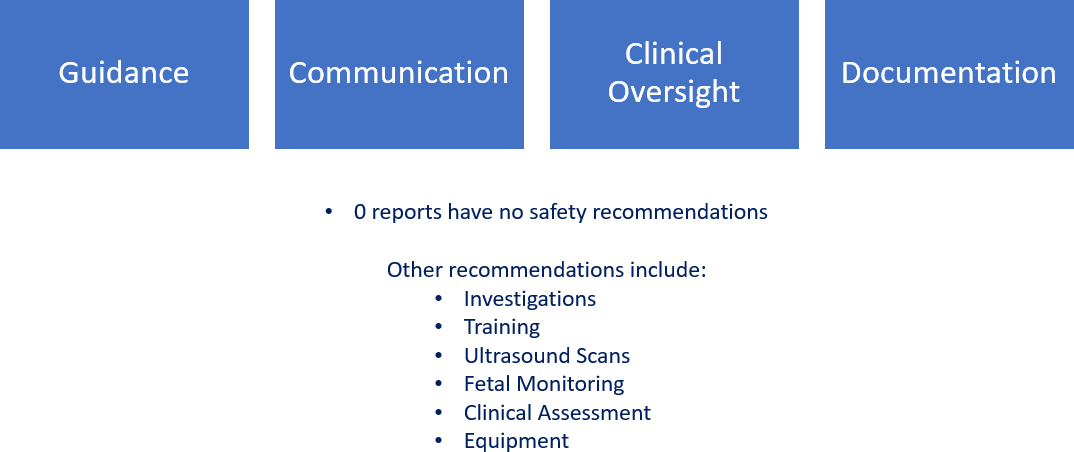 Guidance
Communication
Clinical
Oversight
Documentation
• 0 reports have no safety recommendations
Other recommendations include:
• Investigations
• Training
• Ultrasound Scans
• Fetal Monitoring
• Clinical Assessment
• Equipment